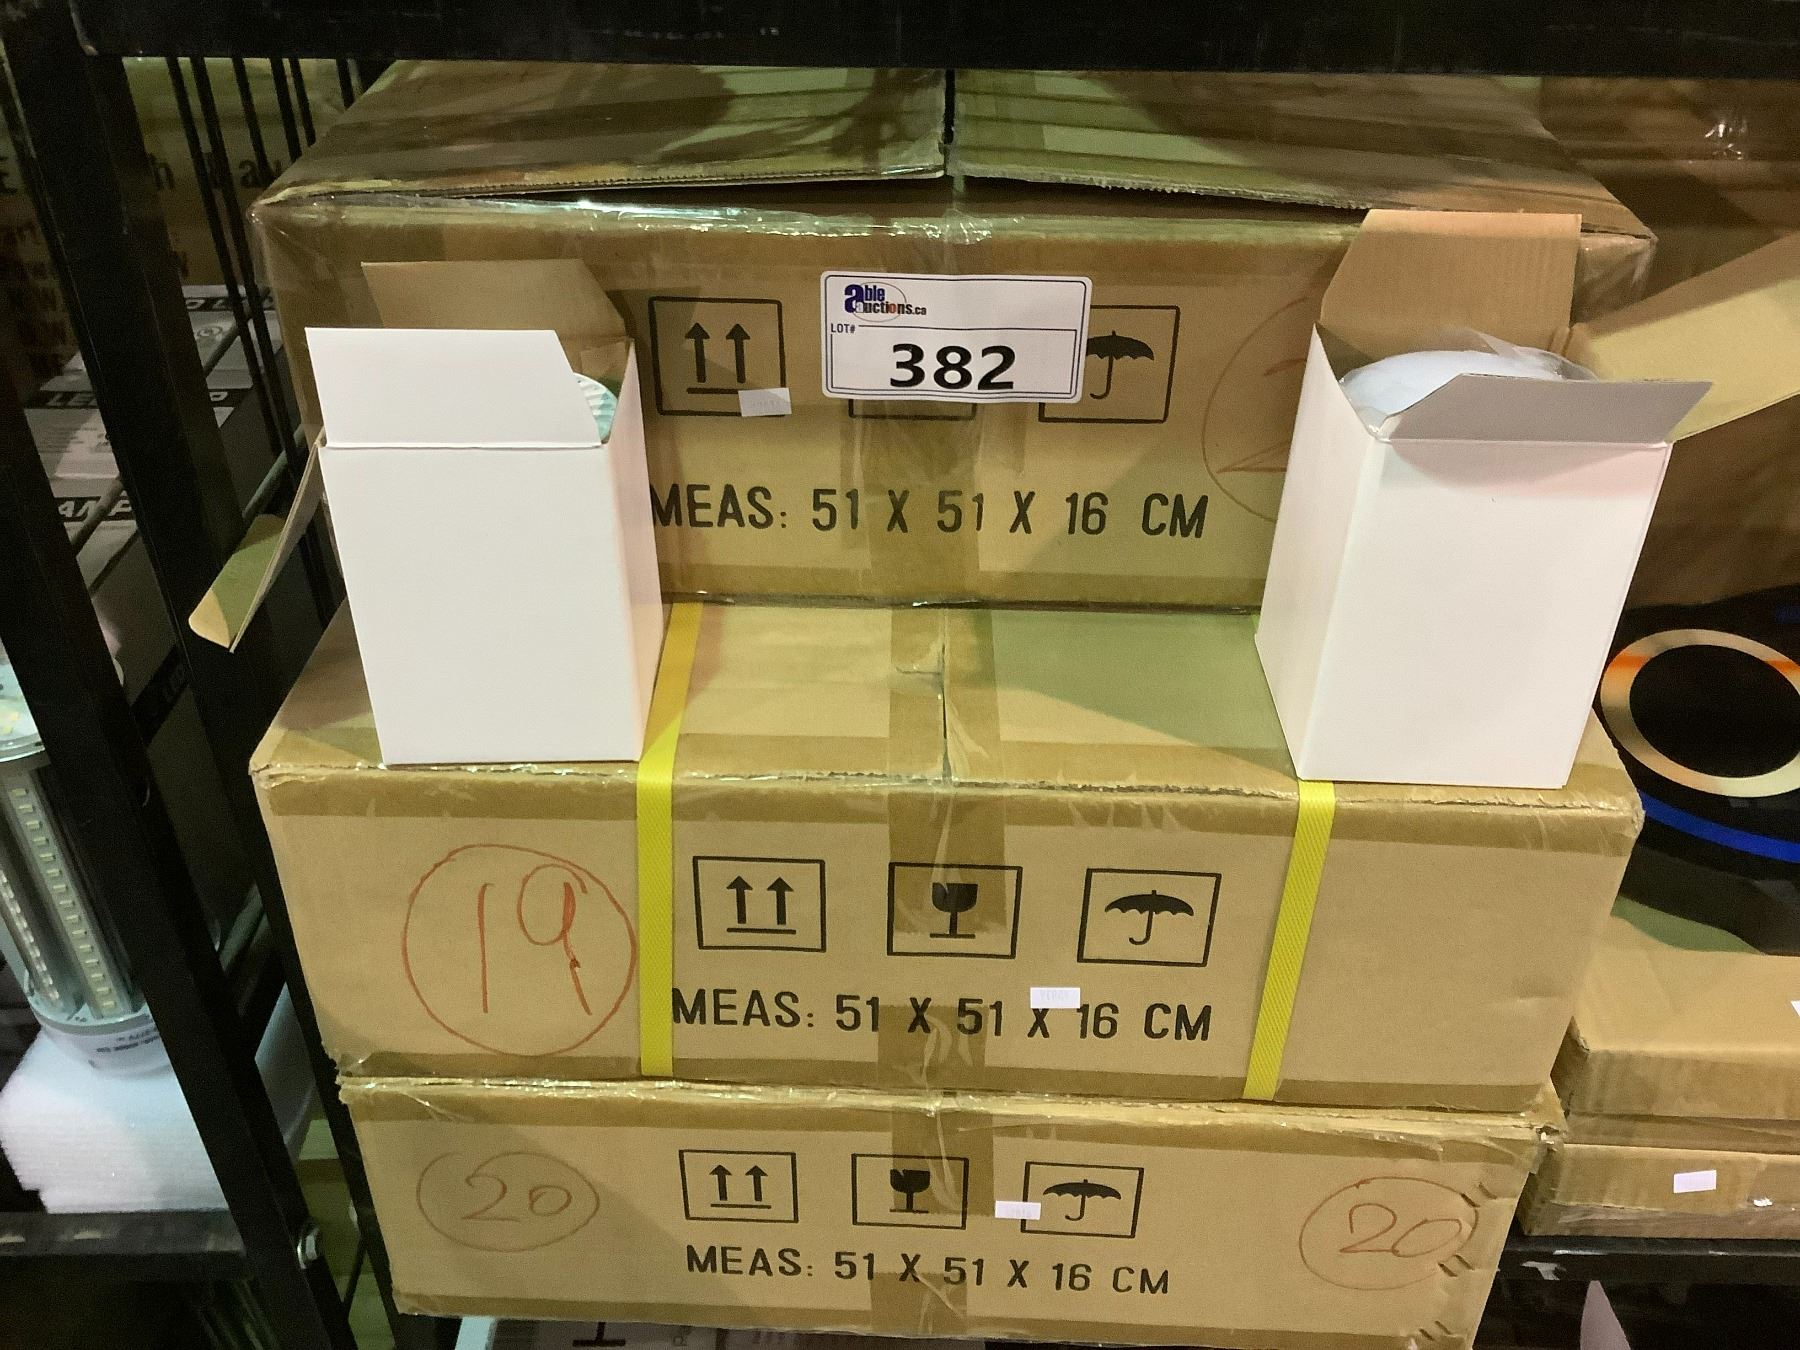 able
auctions.ca
LOT#
382
MEAS: 51 X 51 X 16 CM
19
MEAS: 51 X 51 X 16 CM
20
20
MEAS: 51 X 51 X 16 CM